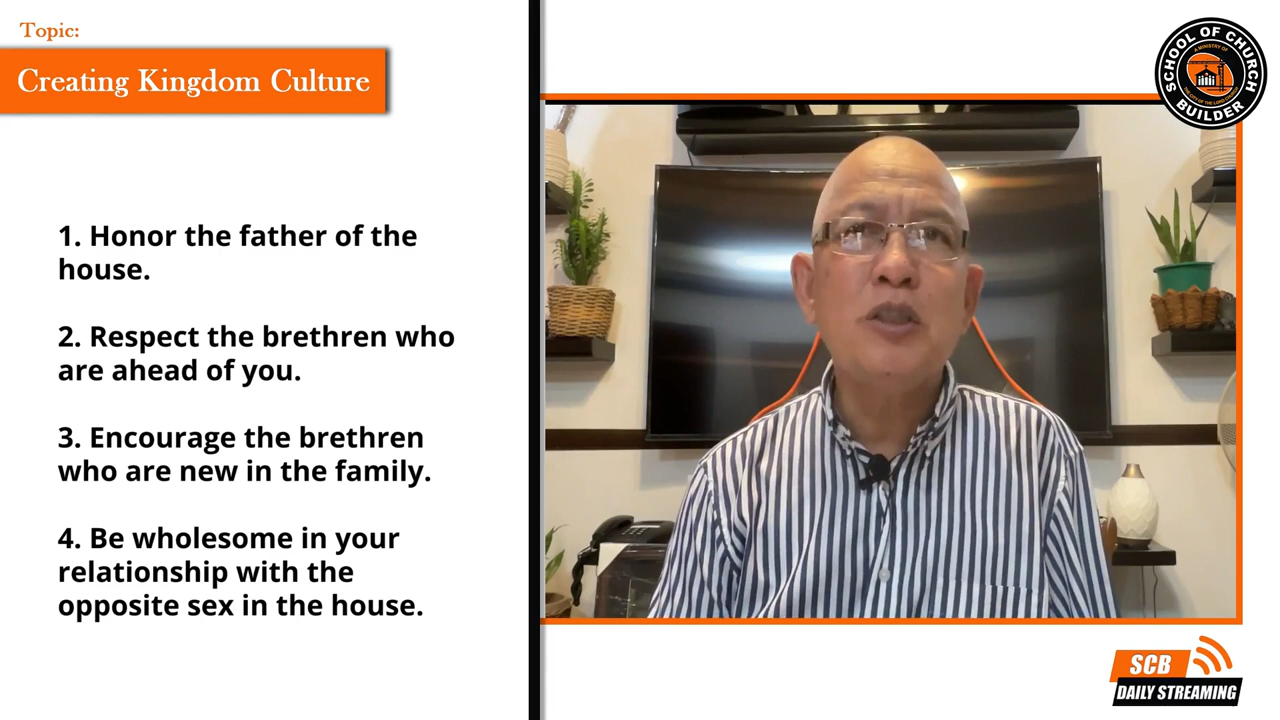 Topic:
Creating Kingdom Culture
1. Honor the father of the
house.
2. Respect the brethren who
are ahead of you.
3. Encourage the brethren
who are new in the family.
4. Be wholesome in your
relationship with the
opposite sex in the house.
SCHOOL OF CHURCH
BUILDER
A MINISTRY OF
SCB
DAILY STREAMING